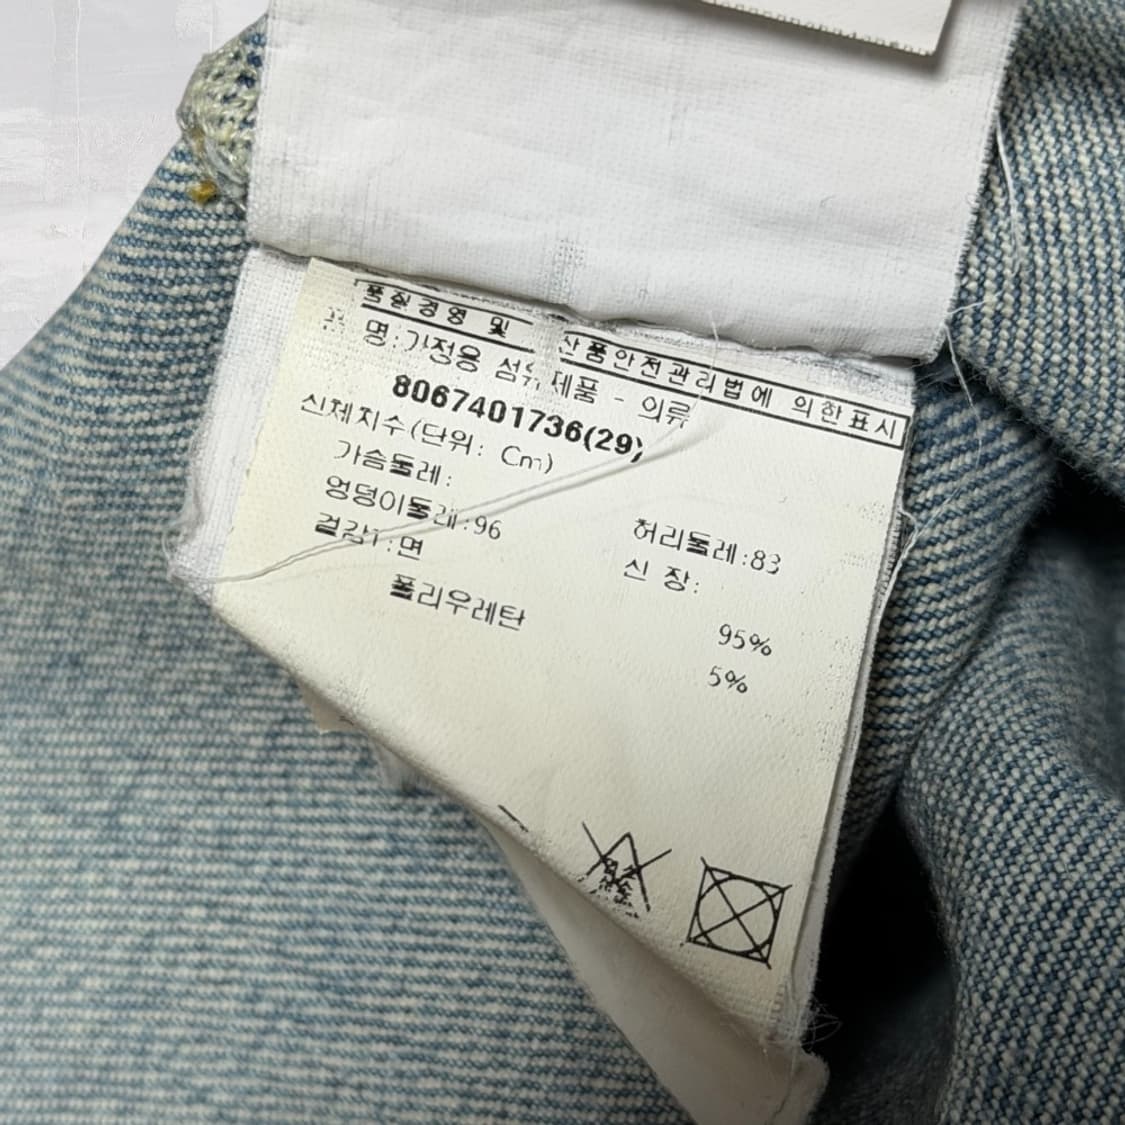 품질경영 및 산품안전관리법에 의한표시
품 명:가정용 섬유제품 - 의류
8067401736(29)
신체치수(단위: Cm)
가슴둘레:
엉덩이둘레:96 허리둘레:83
신 장:
겉감1:면 95%
폴리우레탄 5%